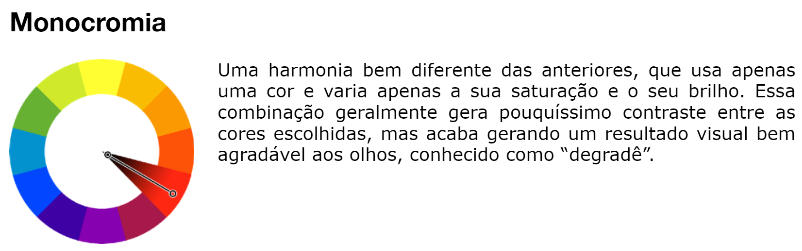 Monocromia
Uma harmonia bem diferente das anteriores, que usa apenas
uma cor e varia apenas a sua saturação e o seu brilho. Essa
combinação geralmente gera pouquíssimo contraste entre as
cores escolhidas, mas acaba gerando um resultado visual bem
agradável aos olhos, conhecido como “degradê”.